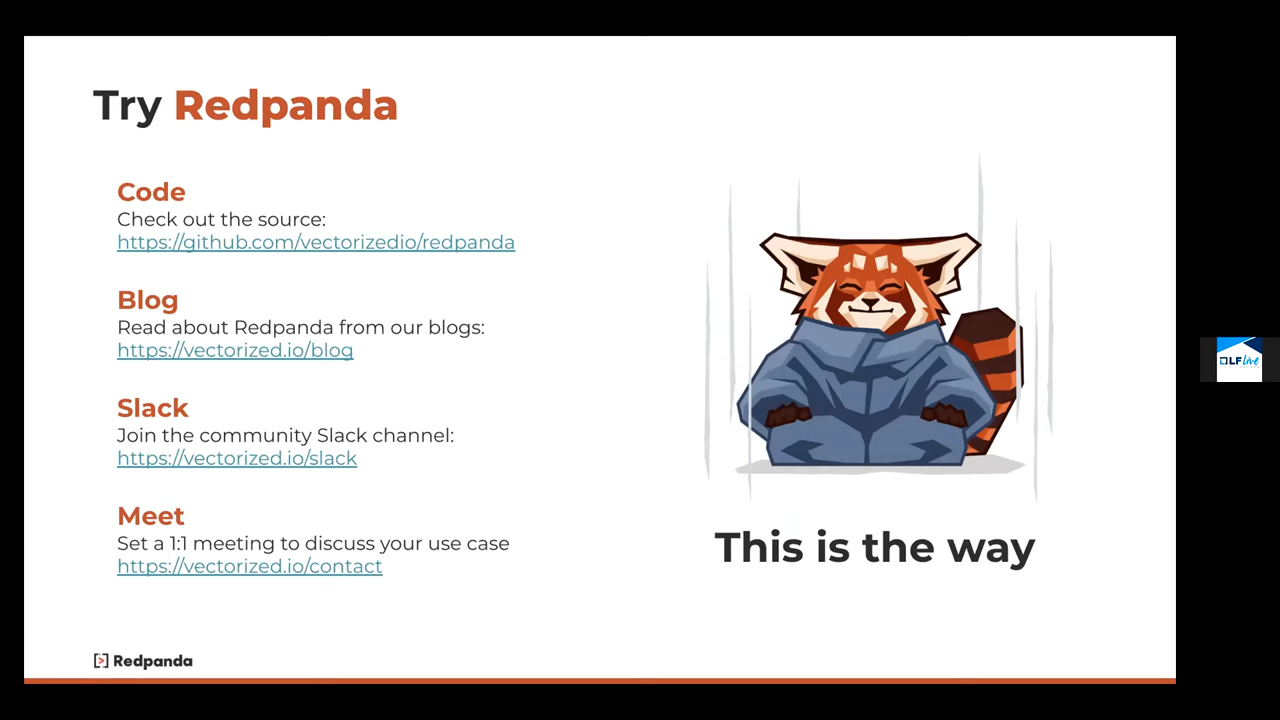 Try Redpanda
Code
Check out the source:
https://github.com/vectorizedio/redpanda
Blog
Read about Redpanda from our blogs:
https://vectorized.io/blog
Slack
Join the community Slack channel:
https://vectorized.io/slack
Meet
Set a 1:1 meeting to discuss your use case
https://vectorized.io/contact
This is the way
Redpanda
LF Live